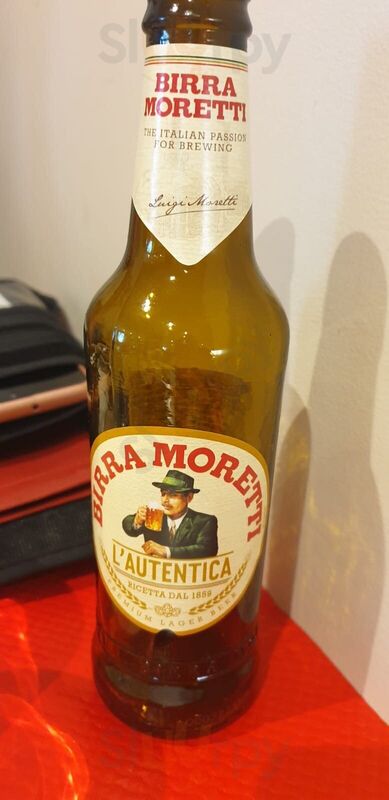 BIRRA
MORETTI
THE ITALIAN PASSION
FOR BREWING
Luigi Moretti
BIRRA MORETTI
L'AUTENTICA
RICETTA DAL 1859
PREMIUM LAGER BEER